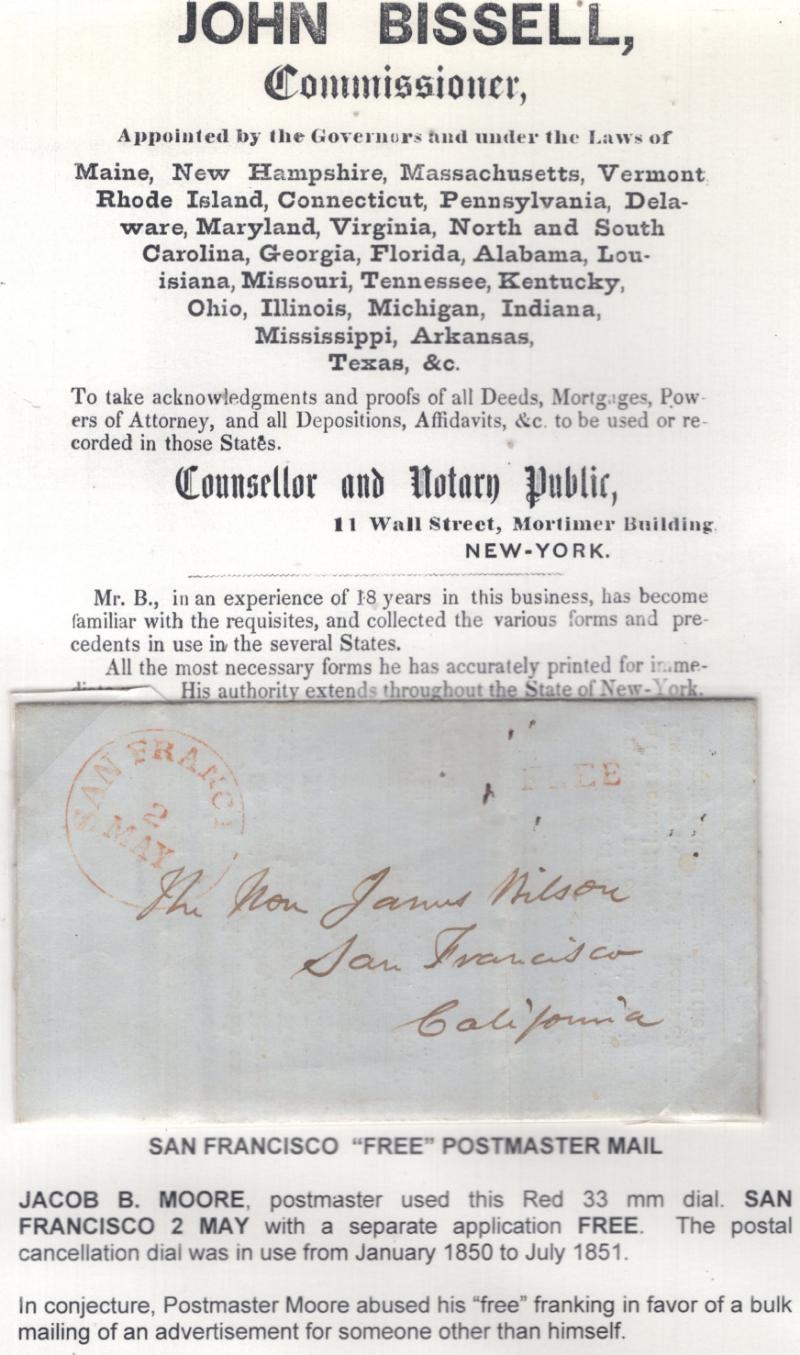 JOHN BISSELL,
Commissioner,
Appointed by the Governors and under the Laws of
Maine, New Hampshire, Massachusetts, Vermont
Rhode Island, Connecticut, Pennsylvania, Dela-
ware, Maryland, Virginia, North and South
Carolina, Georgia, Florida, Alabama, Lou-
isiana, Missouri, Tennessee, Kentucky,
Ohio, Illinois, Michigan, Indiana,
Mississippi, Arkansas,
Texas, &c.
To take acknowledgments and proofs of all Deeds, Mortgages, Pow-
ers of Attorney, and all Depositions, Affidavits, &c. to be used or re-
corded in those States.
Counsellor and Notary Public,
11 Wall Street, Mortimer Building
NEW-YORK.
Mr. B., in an experience of 18 years in this business, has become
familiar with the requisites, and collected the various forms and pre-
cedents in use in the several States.
All the most necessary forms he has accurately printed for imme-
His authority extends throughout the State of New-York.
SAN FRANCI
2
MAY
FREE
The Hon James Wilson
San Francisco
California
SAN FRANCISCO "FREE" POSTMASTER MAIL
JACOB B. MOORE, postmaster used this Red 33 mm dial. SAN
FRANCISCO 2 MAY with a separate application FREE. The postal
cancellation dial was in use from January 1850 to July 1851.
In conjecture, Postmaster Moore abused his "free" franking in favor of a bulk
mailing of an advertisement for someone other than himself.